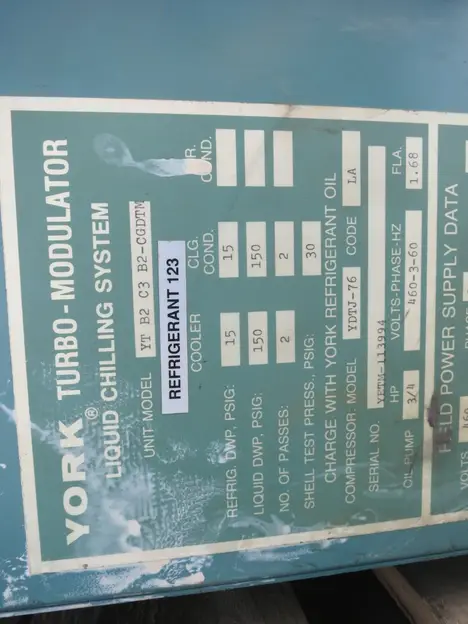 YORK® TURBO-MODULATOR
LIQUID CHILLING SYSTEM
UNIT MODEL YT B2 C3 B2-CGDTN
REFRIGERANT 123
COOLER CLG. COND. R. COND.
REFRIG. DWP, PSIG: 15 15
LIQUID DWP, PSIG: 150 150
NO. OF PASSES: 2 2
SHELL TEST PRESS., PSIG: 30
CHARGE WITH YORK REFRIGERANT OIL
COMPRESSOR MODEL YDTJ-76 CODE LA
SERIAL NO. YETM-113994
HP VOLTS-PHASE-HZ FLA.
OIL PUMP 3/4 460-3-60 1.68
FIELD POWER SUPPLY DATA
VOLTS